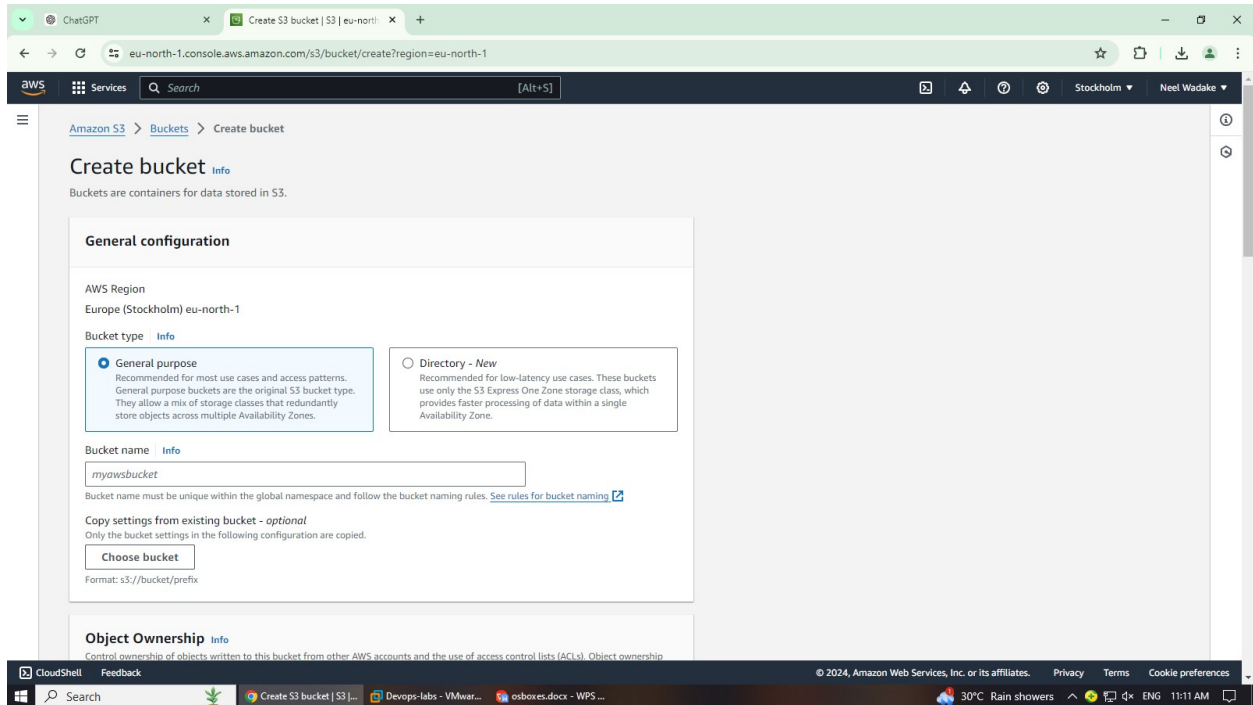 ChatGPT
Create S3 bucket | S3 | eu-north
eu-north-1.console.aws.amazon.com/s3/bucket/create?region=eu-north-1
aws
Services
Search
[Alt+S]
Stockholm
Neel Wadake
Amazon S3 > Buckets > Create bucket
Create bucket Info
Buckets are containers for data stored in S3.
General configuration
AWS Region
Europe (Stockholm) eu-north-1
Bucket type Info
General purpose
Recommended for most use cases and access patterns.
General purpose buckets are the original S3 bucket type.
They allow a mix of storage classes that redundantly
store objects across multiple Availability Zones.
Directory - New
Recommended for low-latency use cases. These buckets
use only the S3 Express One Zone storage class, which
provides faster processing of data within a single
Availability Zone.
Bucket name Info
myawsbucket
Bucket name must be unique within the global namespace and follow the bucket naming rules. See rules for bucket naming
Copy settings from existing bucket - optional
Only the bucket settings in the following configuration are copied.
Choose bucket
Format: s3://bucket/prefix
Object Ownership Info
Control ownership of objects written to this bucket from other AWS accounts and the use of access control lists (ACLs). Object ownership
CloudShell
Feedback
© 2024, Amazon Web Services, Inc. or its affiliates.
Privacy
Terms
Cookie preferences
Search
Create S3 bucket | S3 |...
Devops-labs - VMwar...
osboxes.docx - WPS ...
30°C Rain showers
ENG
11:11 AM